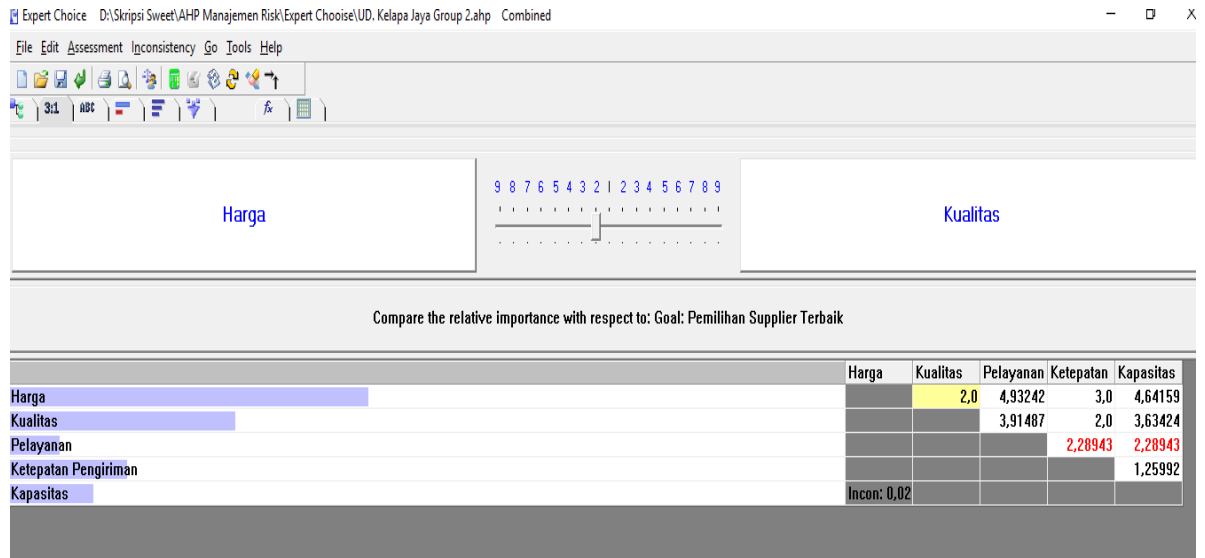 Expert Choice D:\Skripsi Sweet\AHP Manajemen Risk\Expert Chooise\UD. Kelapa Jaya Group 2.ahp Combined
File Edit Assessment Inconsistency Go Tools Help
3:1 ABC fx
9 8 7 6 5 4 3 2 1 2 3 4 5 6 7 8 9
Harga Kualitas
Compare the relative importance with respect to: Goal: Pemilihan Supplier Terbaik
Harga Kualitas Pelayanan Ketepatan Kapasitas
Harga 2,0 4,93242 3,0 4,64159
Kualitas 3,91487 2,0 3,63424
Pelayanan 2,28943 2,28943
Ketepatan Pengiriman 1,25992
Kapasitas Incon: 0,02